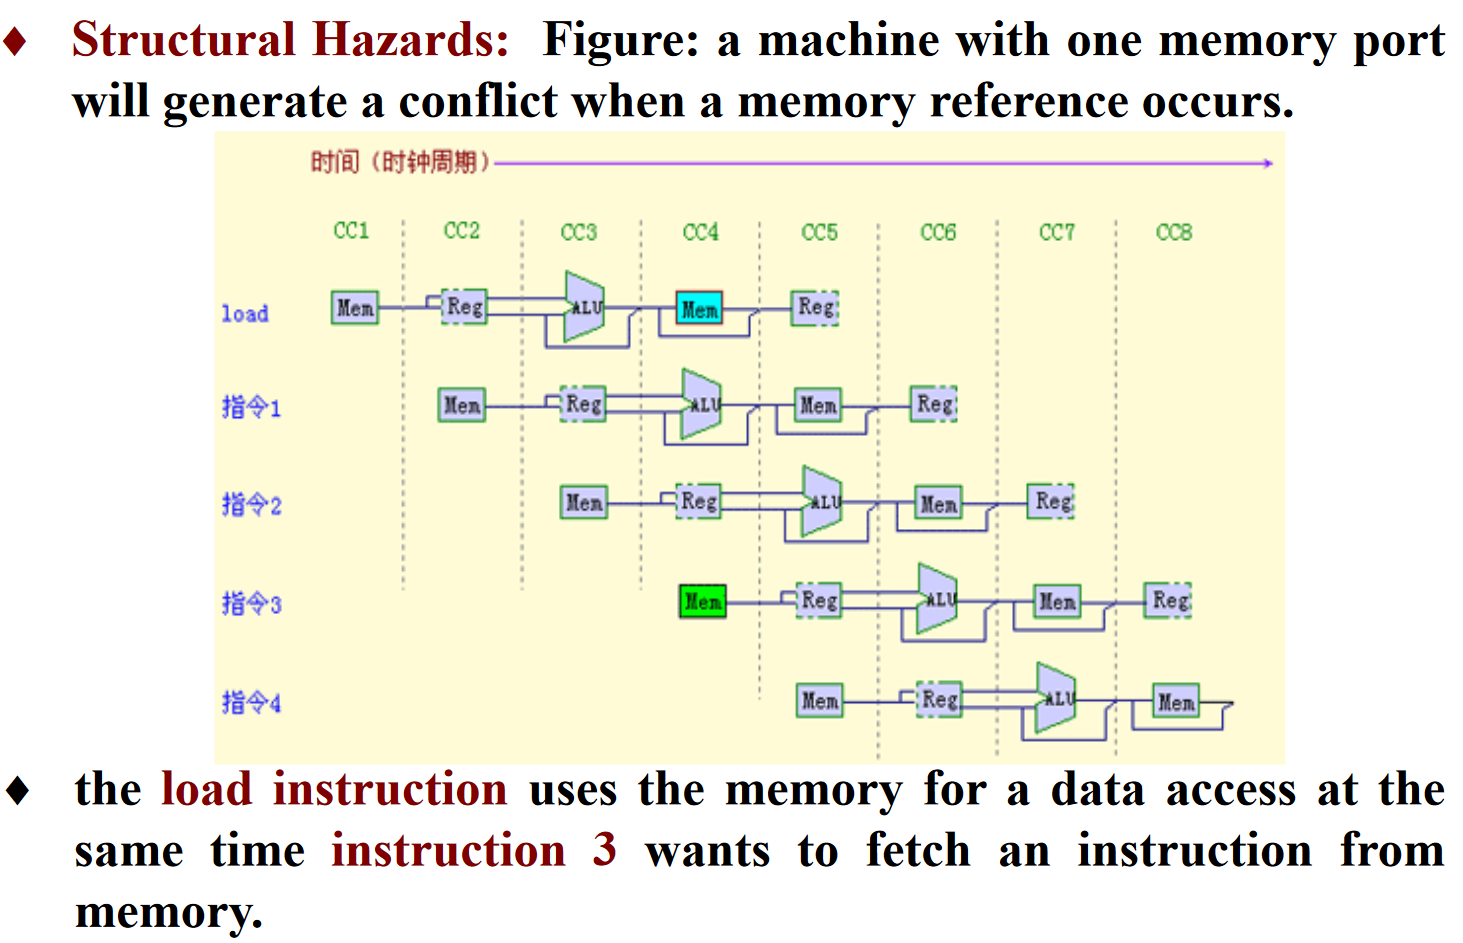 ♦ Structural Hazards: Figure: a machine with one memory port
will generate a conflict when a memory reference occurs.
时间（时钟周期）
CC1 CC2 CC3 CC4 CC5 CC6 CC7 CC8
load Mem Reg ALU Mem Reg
指令1 Mem Reg ALU Mem Reg
指令2 Mem Reg ALU Mem Reg
指令3 Mem Reg ALU Mem Reg
指令4 Mem Reg ALU Mem
♦ the load instruction uses the memory for a data access at the
same time instruction 3 wants to fetch an instruction from
memory.